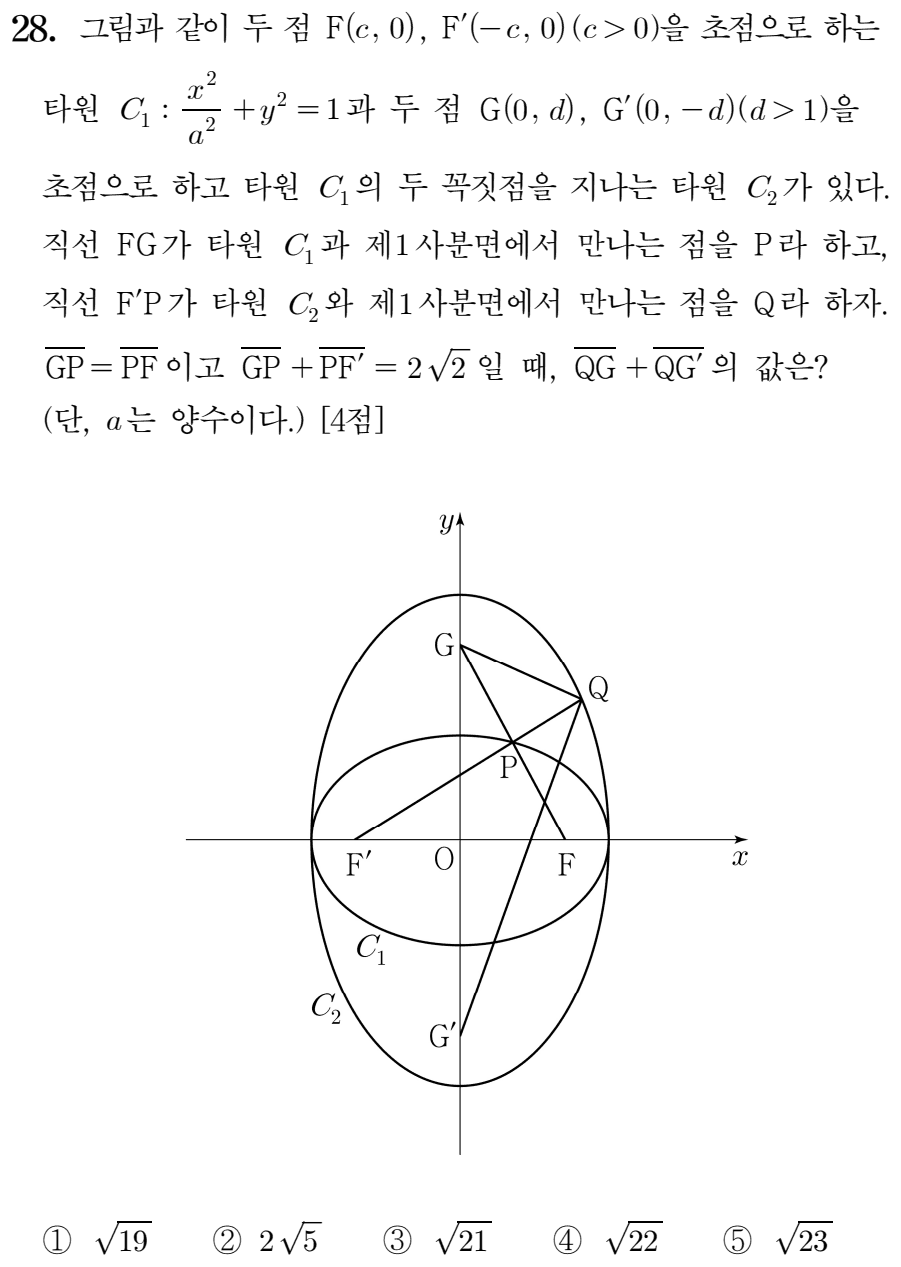 28. 그림과 같이 두 점 F(c, 0), F′(−c, 0)(c>0)을 초점으로 하는
타원 C₁ : x²/a² + y² = 1과 두 점 G(0, d), G′(0, −d)(d>1)을
초점으로 하고 타원 C₁의 두 꼭짓점을 지나는 타원 C₂가 있다.
직선 FG가 타원 C₁과 제1사분면에서 만나는 점을 P라 하고,
직선 F′P가 타원 C₂와 제1사분면에서 만나는 점을 Q라 하자.
G͞P͞ = P͞F͞ 이고 G͞P͞ + P͞F͞′͞ = 2√2 일 때, Q͞G͞ + Q͞G͞′͞ 의 값은?
(단, a는 양수이다.) [4점]
y
G
Q
P
F′
O
F
x
C₁
C₂
G′
① √19 ② 2√5 ③ √21 ④ √22 ⑤ √23